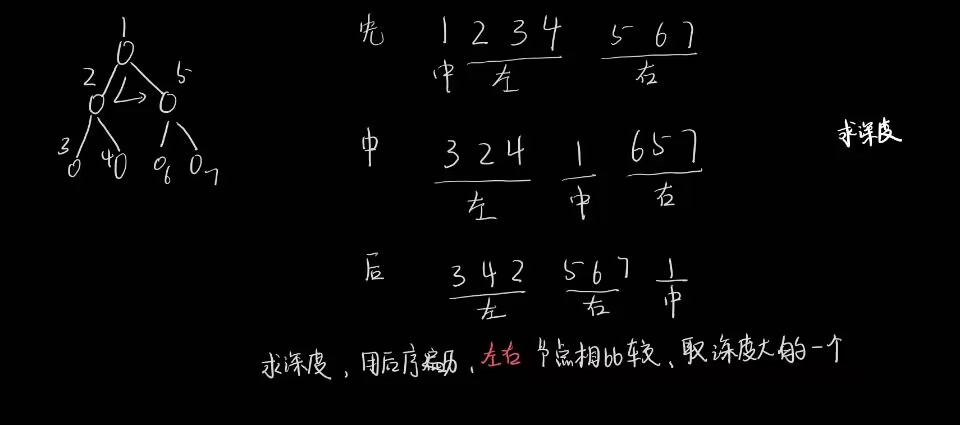 1
2 5
3 4 6 7
先 1 2 3 4 5 6 7
中 左 右
中 3 2 4 1 6 5 7
左 中 右
求深度
后 3 4 2 5 6 7 1
左 右 中
求深度，用后序遍历，左右节点相比较、取深度大的一个